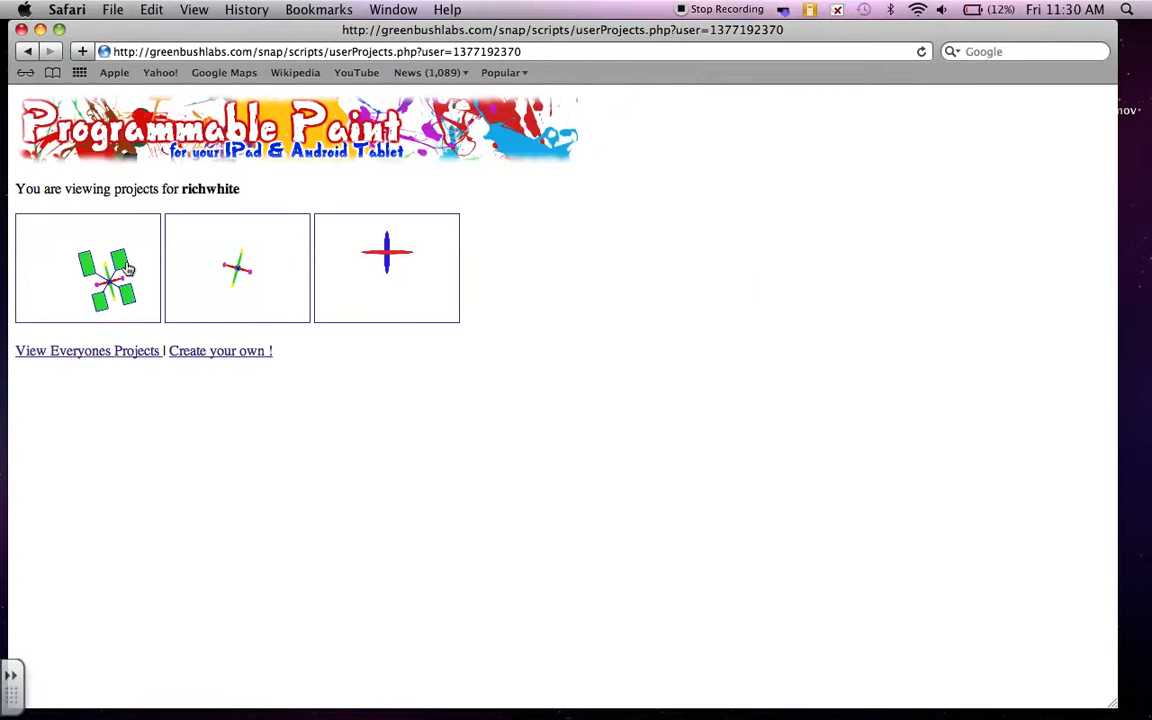 Safari File Edit View History Bookmarks Window Help Stop Recording (12%) Fri 11:30 AM
http://greenbushlabs.com/snap/scripts/userProjects.php?user=1377192370
http://greenbushlabs.com/snap/scripts/userProjects.php?user=1377192370 Google
Apple Yahoo! Google Maps Wikipedia YouTube News (1,089) Popular
nov
Programmable Paint
for your IPad & Android Tablet
You are viewing projects for richwhite
View Everyones Projects | Create your own !